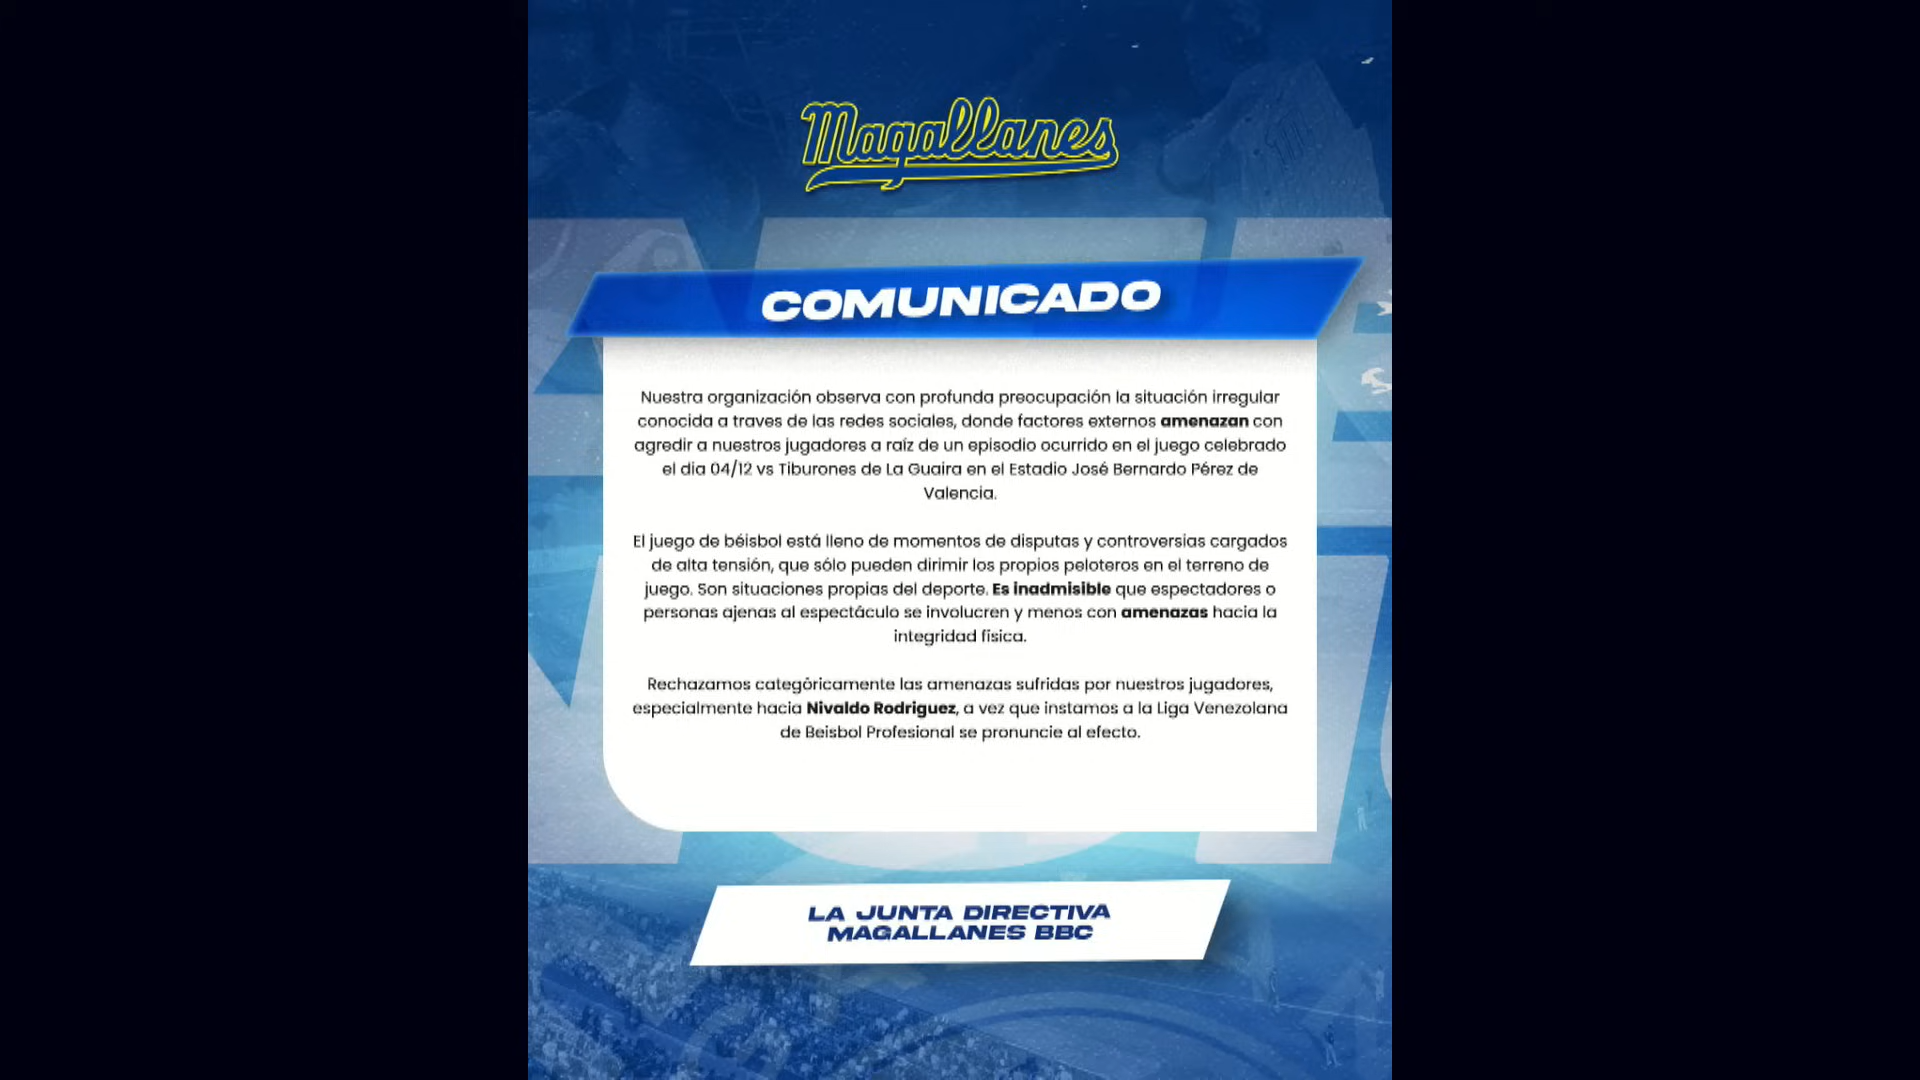 Magallanes
COMUNICADO
Nuestra organización observa con profunda preocupación la situación irregular
conocida a traves de las redes sociales, donde factores externos amenazan con
agredir a nuestros jugadores a raíz de un episodio ocurrido en el juego celebrado
el día 04/12 vs Tiburones de La Guaira en el Estadio José Bernardo Pérez de
Valencia.
El juego de béisbol está lleno de momentos de disputas y controversias cargados
de alta tensión, que sólo pueden dirimir los propios peloteros en el terreno de
juego. Son situaciones propias del deporte. Es inadmisible que espectadores o
personas ajenas al espectáculo se involucren y menos con amenazas hacia la
integridad física.
Rechazamos categóricamente las amenazas sufridas por nuestros jugadores,
especialmente hacia Nivaldo Rodriguez, a vez que instamos a la Liga Venezolana
de Beisbol Profesional se pronuncie al efecto.
LA JUNTA DIRECTIVA
MAGALLANES BBC